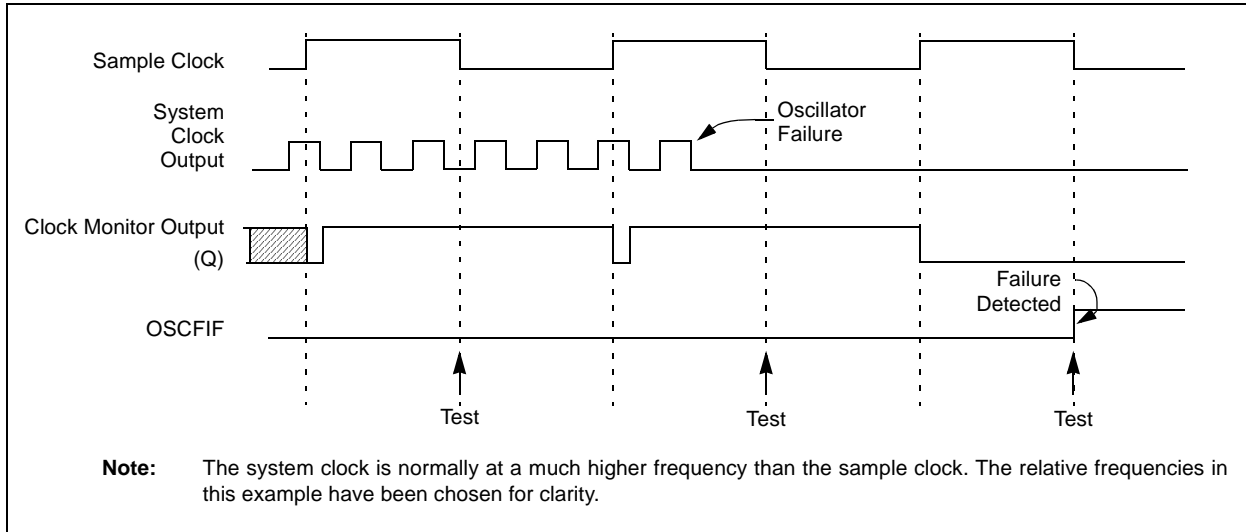 Sample Clock
System
Clock
Output
Oscillator
Failure
Clock Monitor Output
(Q)
Failure
Detected
OSCFIF
Test
Test
Test
Note: The system clock is normally at a much higher frequency than the sample clock. The relative frequencies in
this example have been chosen for clarity.